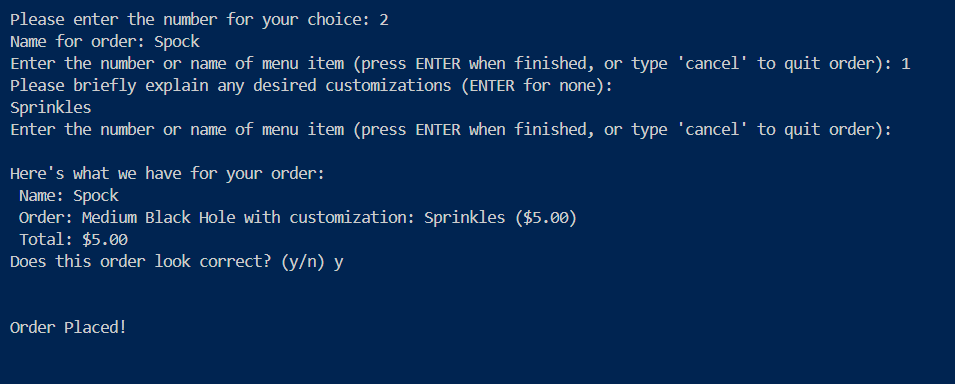 Please enter the number for your choice: 2
Name for order: Spock
Enter the number or name of menu item (press ENTER when finished, or type 'cancel' to quit order): 1
Please briefly explain any desired customizations (ENTER for none):
Sprinkles
Enter the number or name of menu item (press ENTER when finished, or type 'cancel' to quit order):
Here's what we have for your order:
Name: Spock
Order: Medium Black Hole with customization: Sprinkles ($5.00)
Total: $5.00
Does this order look correct? (y/n) y
Order Placed!